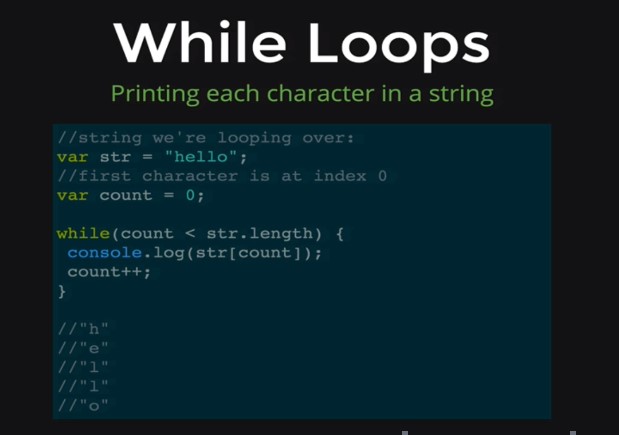 While Loops
Printing each character in a string
//string we're looping over:
var str = "hello";
//first character is at index 0
var count = 0;
while(count < str.length) {
console.log(str[count]);
count++;
}
//"h"
//"e"
//"l"
//"l"
//"o"